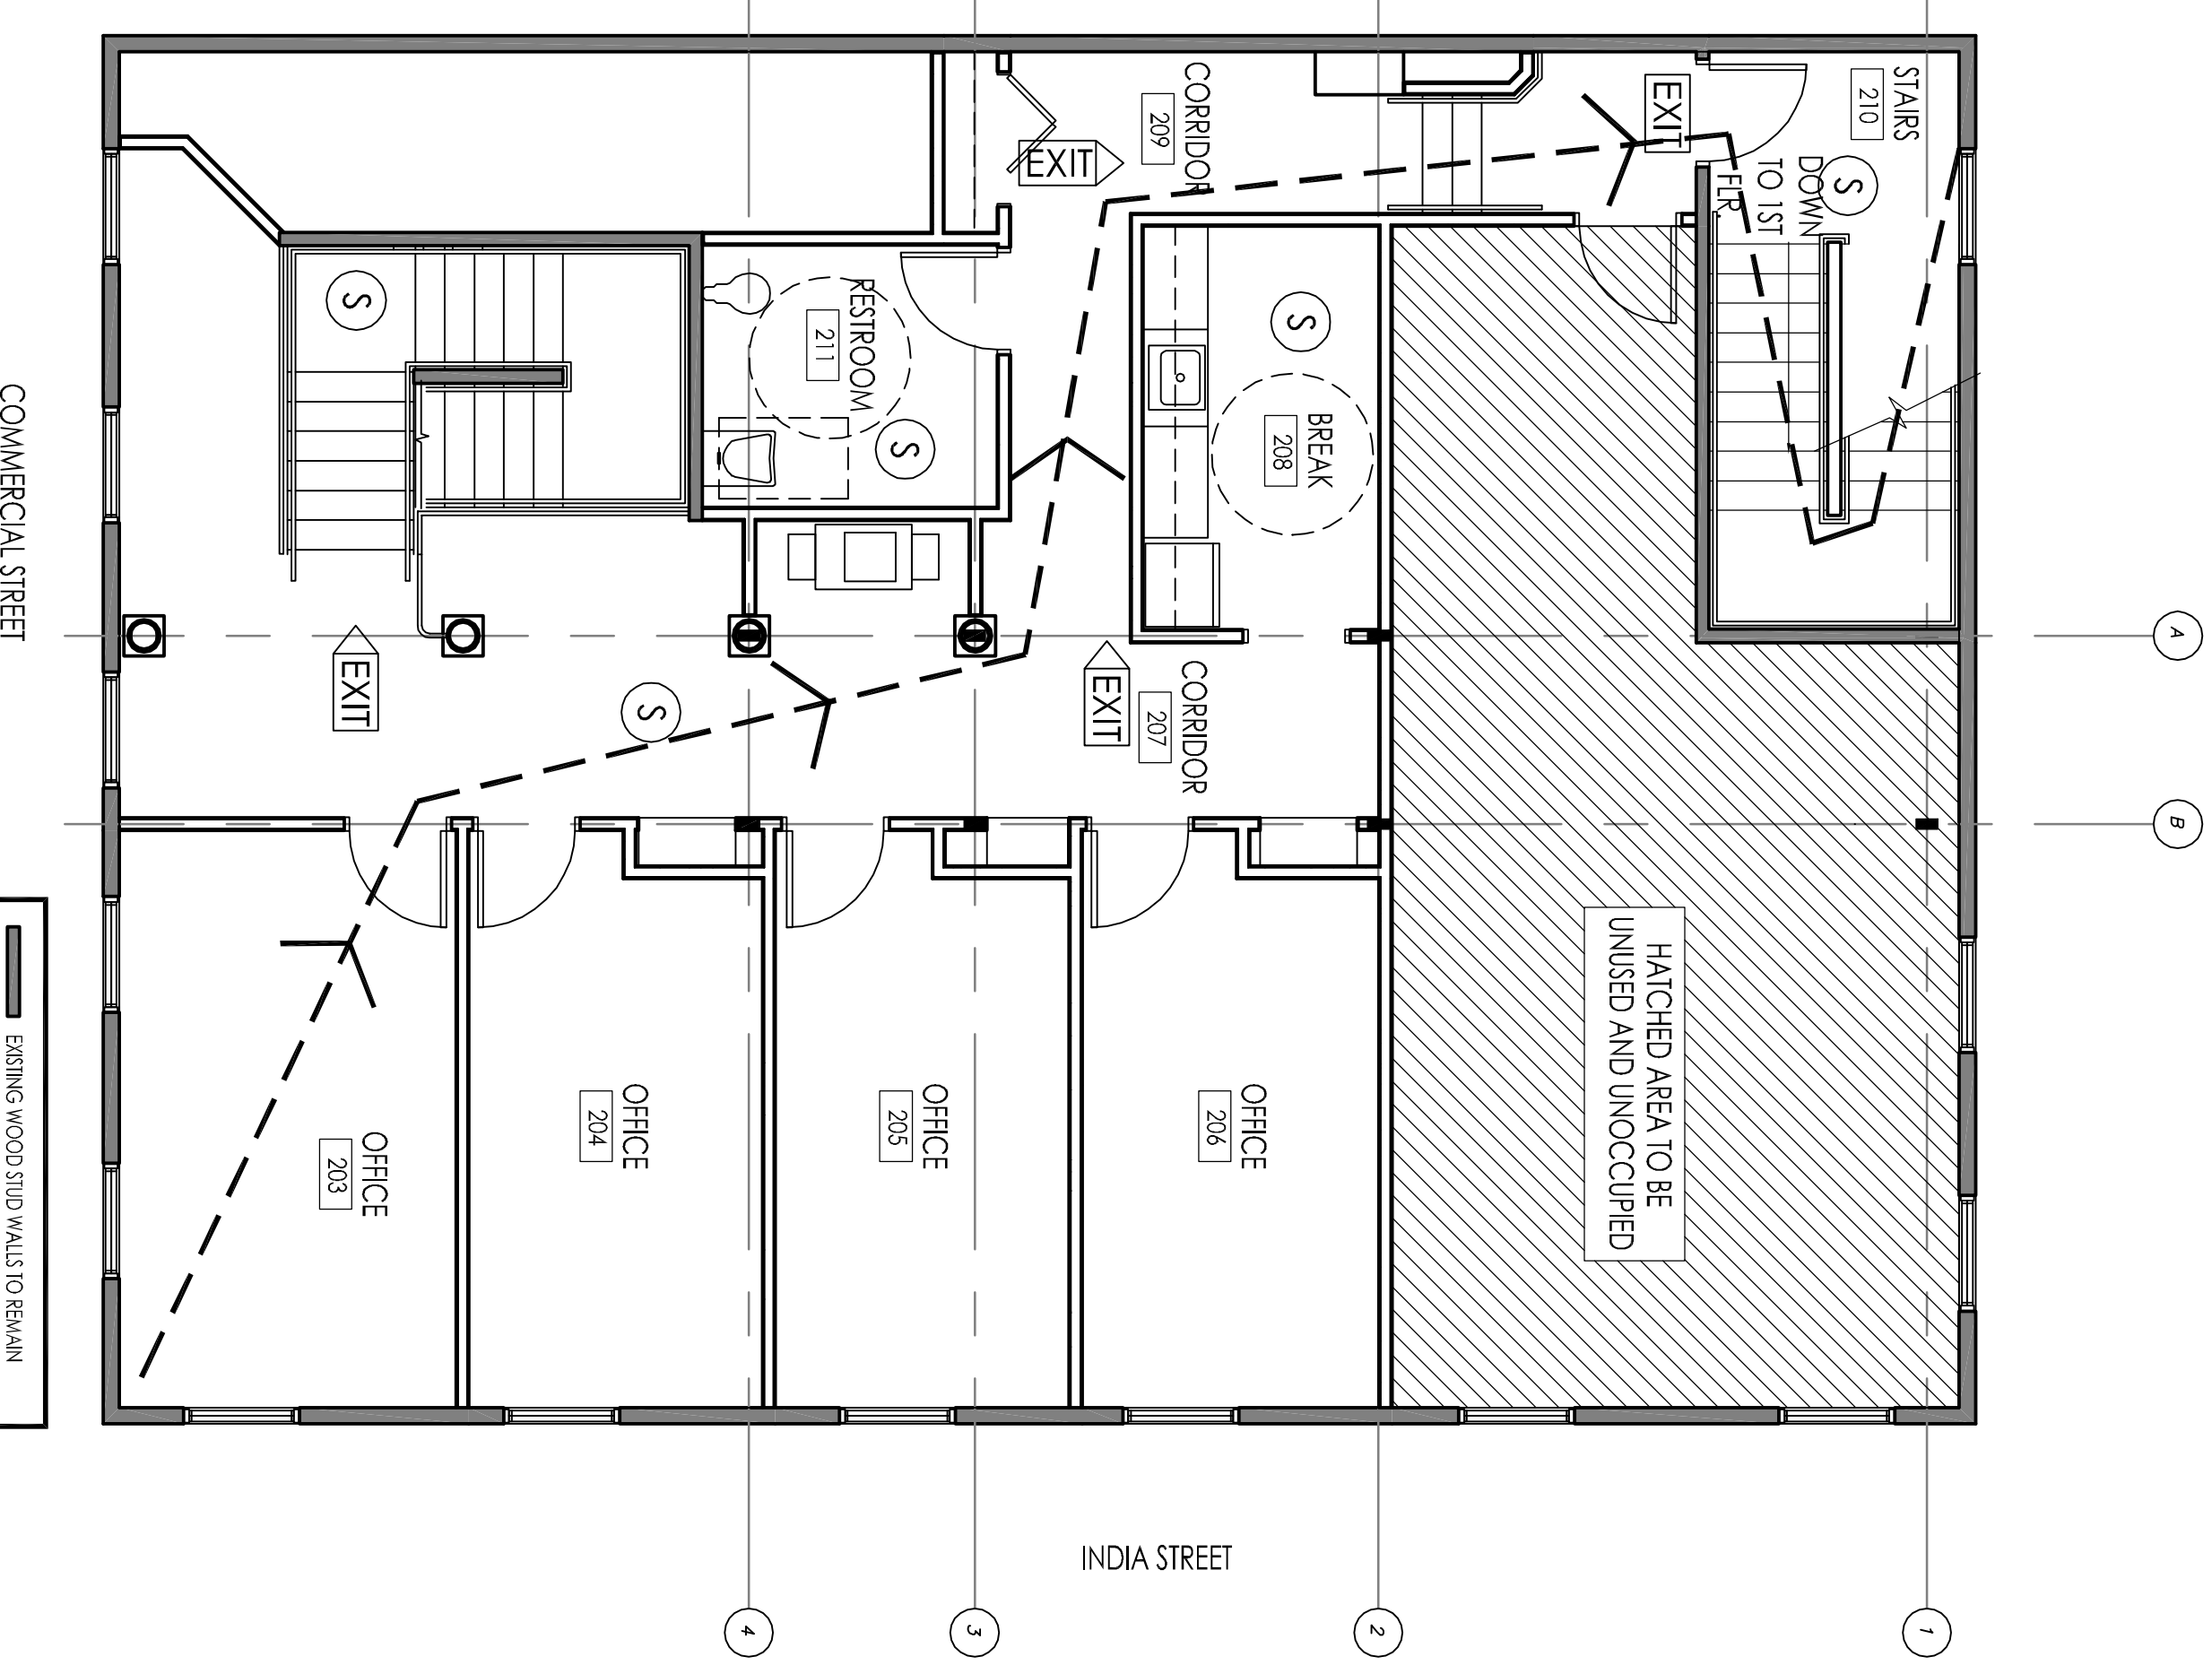 STAIRS
210
S
DOWN
TO 1ST
FLR
EXIT
CORRIDOR
209
EXIT
S
BREAK
208
RESTROOM
211
S
S
CORRIDOR
207
EXIT
S
EXIT
HATCHED AREA TO BE
UNUSED AND UNOCCUPIED
OFFICE
206
OFFICE
205
OFFICE
204
OFFICE
203
A
B
1
2
3
4
INDIA STREET
COMMERCIAL STREET
EXISTING WOOD STUD WALLS TO REMAIN